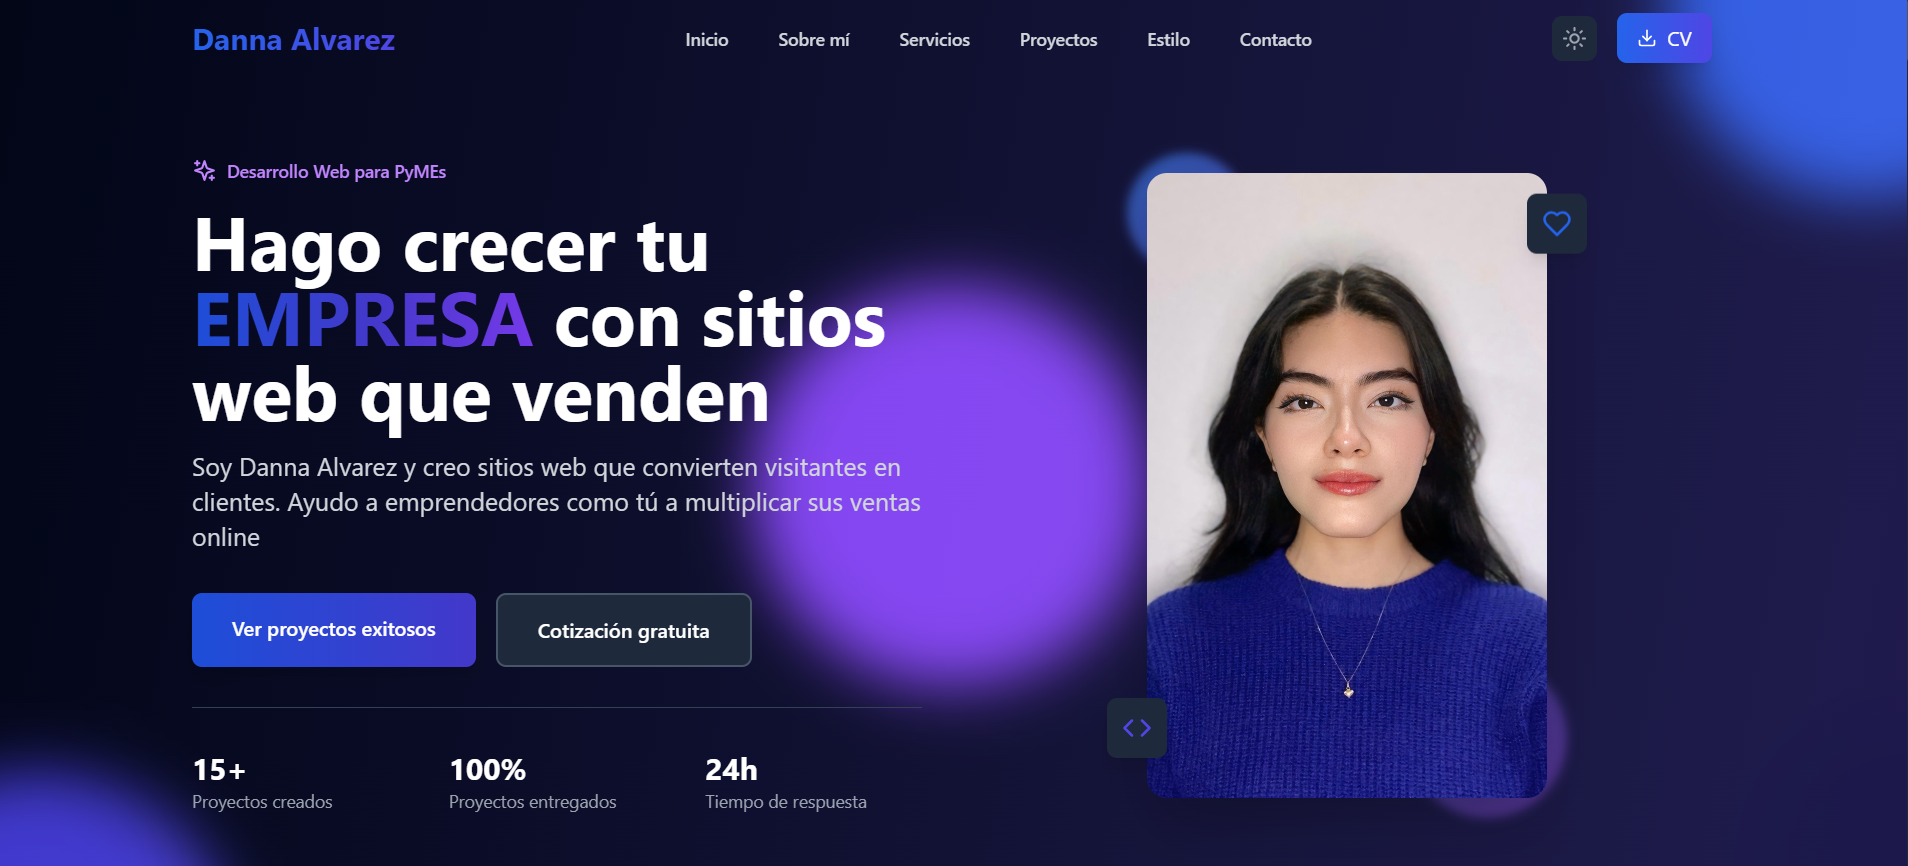 Danna Alvarez
Inicio
Sobre mí
Servicios
Proyectos
Estilo
Contacto
CV
Desarrollo Web para PyMEs
Hago crecer tu
EMPRESA con sitios
web que venden
Soy Danna Alvarez y creo sitios web que convierten visitantes en
clientes. Ayudo a emprendedores como tú a multiplicar sus ventas
online
Ver proyectos exitosos
Cotización gratuita
15+
Proyectos creados
100%
Proyectos entregados
24h
Tiempo de respuesta